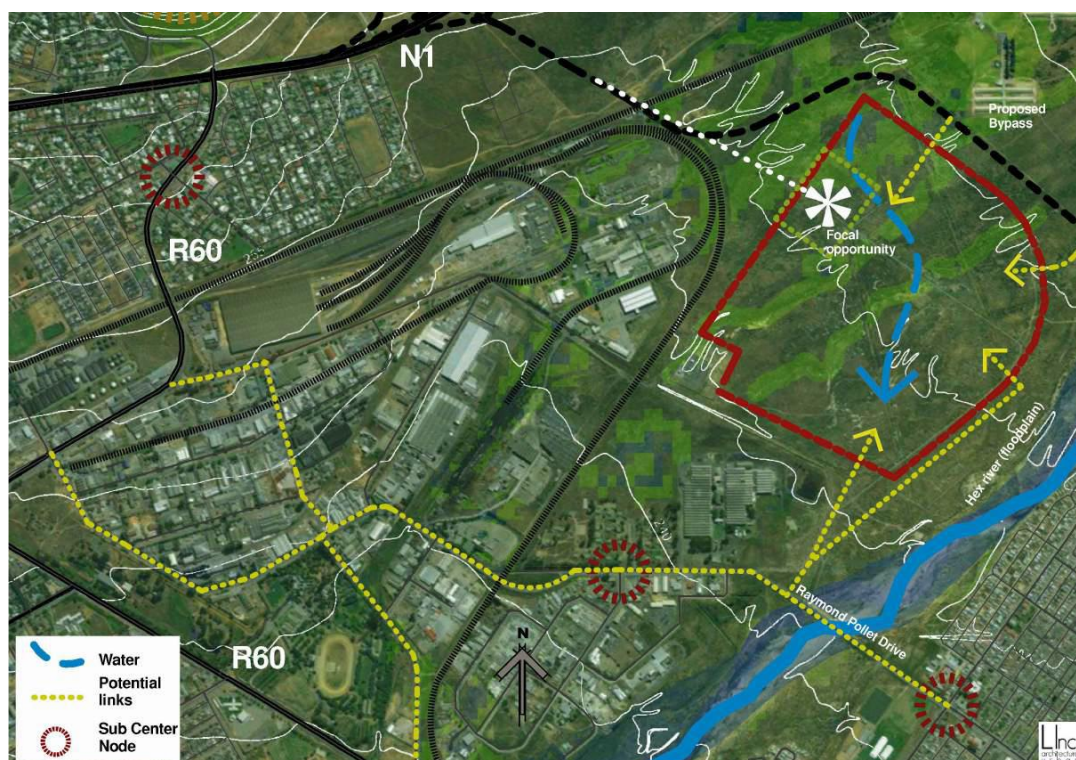 N1
Proposed
Bypass
R60
Focal
opportunity
Hex river (floodplain)
Raymond Pollet Drive
R60
N
Water
Potential
links
Sub Center
Node